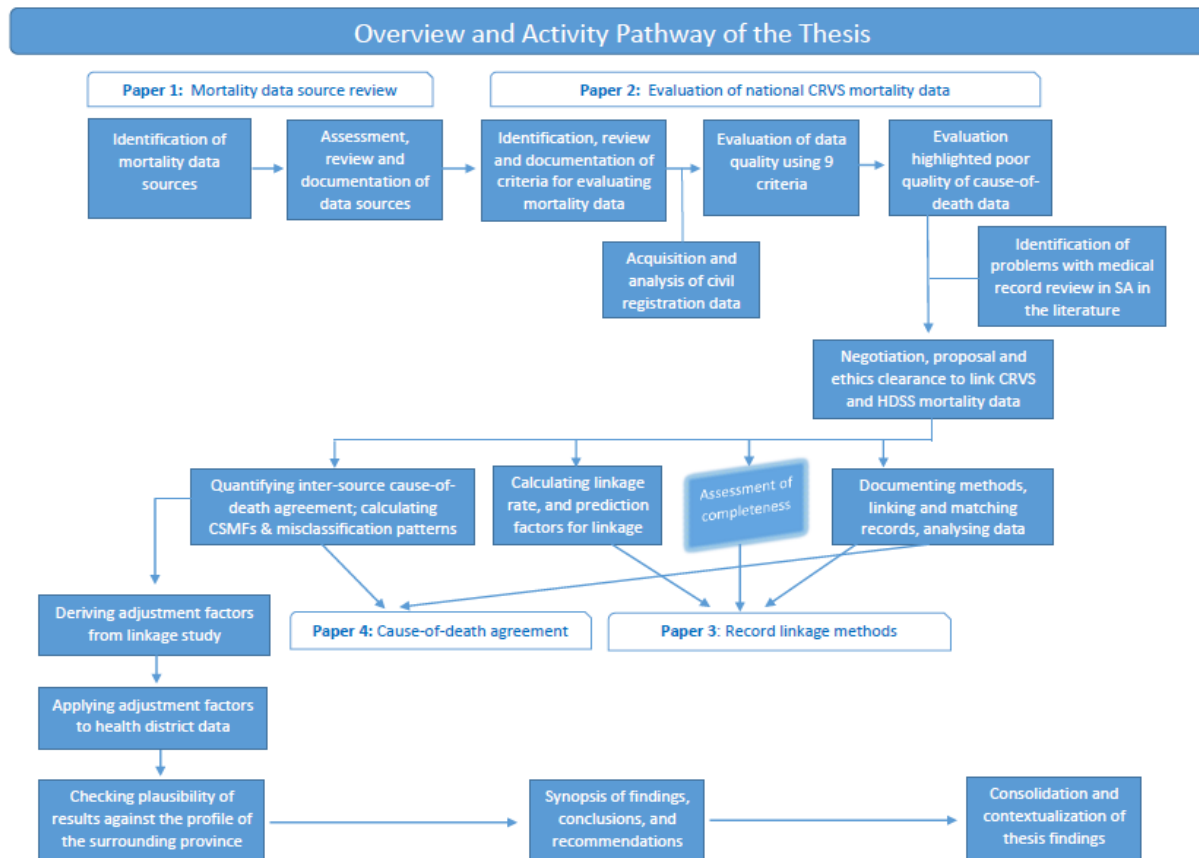 Overview and Activity Pathway of the Thesis
Paper 1: Mortality data source review
Paper 2: Evaluation of national CRVS mortality data
Identification of
mortality data
sources
Assessment,
review and
documentation of
data sources
Identification, review
and documentation of
criteria for evaluating
mortality data
Evaluation of data
quality using 9
criteria
Evaluation
highlighted poor
quality of cause-of-
death data
Acquisition and
analysis of civil
registration data
Identification of
problems with medical
record review in SA in
the literature
Negotiation, proposal and
ethics clearance to link CRVS
and HDSS mortality data
Quantifying inter-source cause-of-
death agreement; calculating
CSMFs & misclassification patterns
Calculating linkage
rate, and prediction
factors for linkage
Assessment of
completeness
Documenting methods,
linking and matching
records, analysing data
Deriving adjustment factors
from linkage study
Paper 4: Cause-of-death agreement
Paper 3: Record linkage methods
Applying adjustment factors
to health district data
Checking plausibility of
results against the profile of
the surrounding province
Synopsis of findings,
conclusions, and
recommendations
Consolidation and
contextualization of
thesis findings